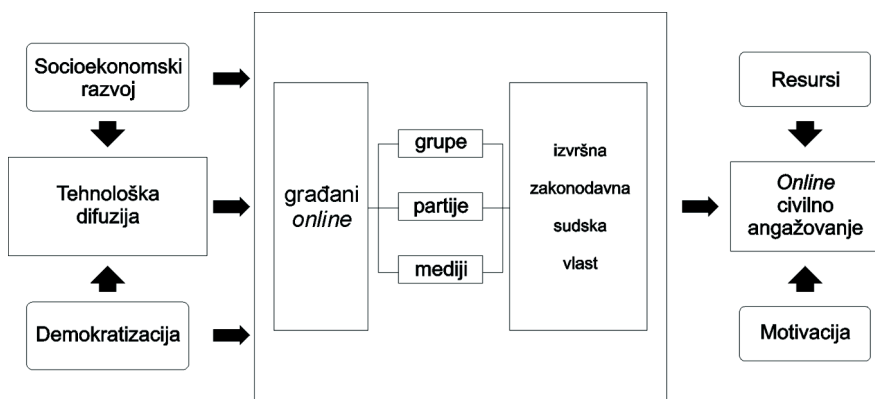 Socioekonomski
razvoj
Tehnološka
difuzija
Demokratizacija
građani
online
grupe
partije
mediji
izvršna
zakonodavna
sudska
vlast
Resursi
Online
civilno
angažovanje
Motivacija